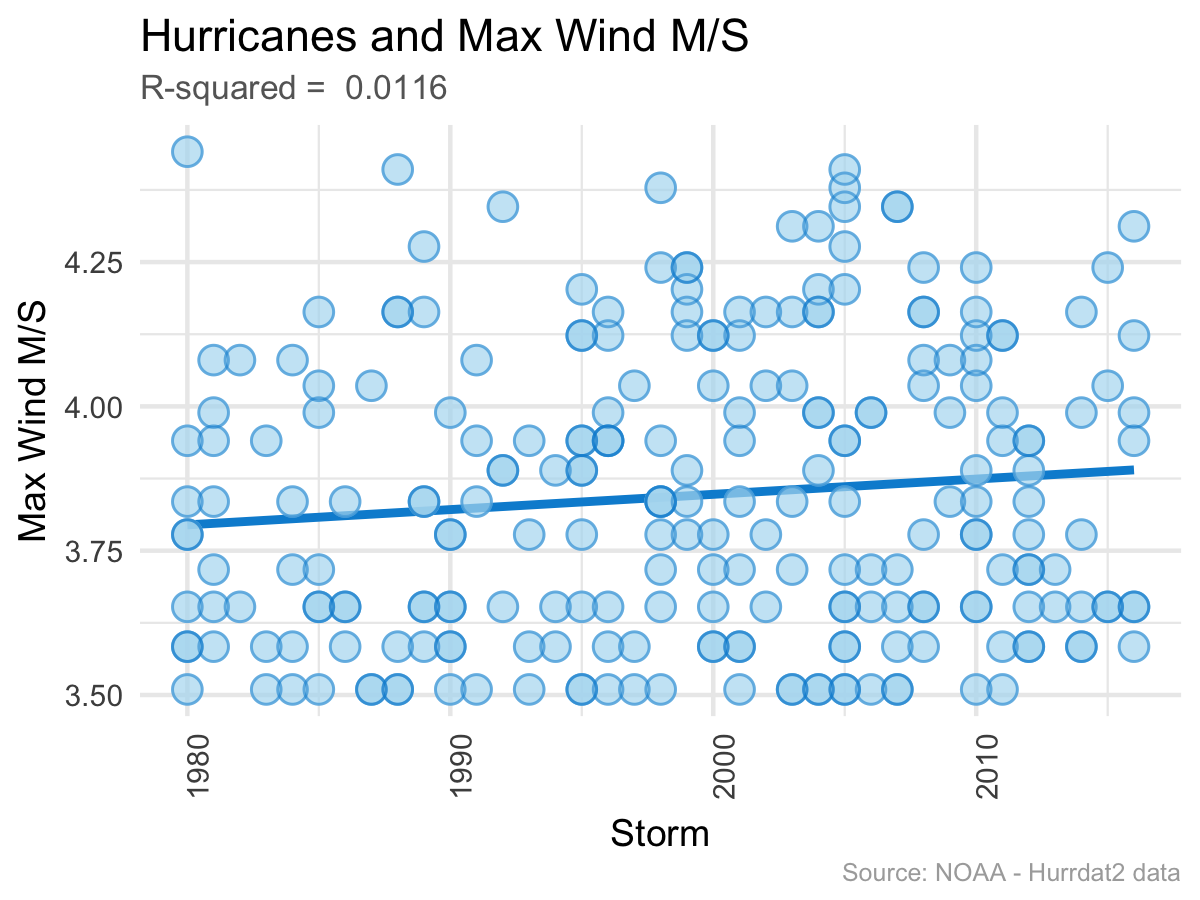 Hurricanes and Max Wind M/S
R-squared =  0.0116
Max Wind M/S
4.25
4.00
3.75
3.50
1980
1990
2000
2010
Storm
Source: NOAA - Hurrdat2 data